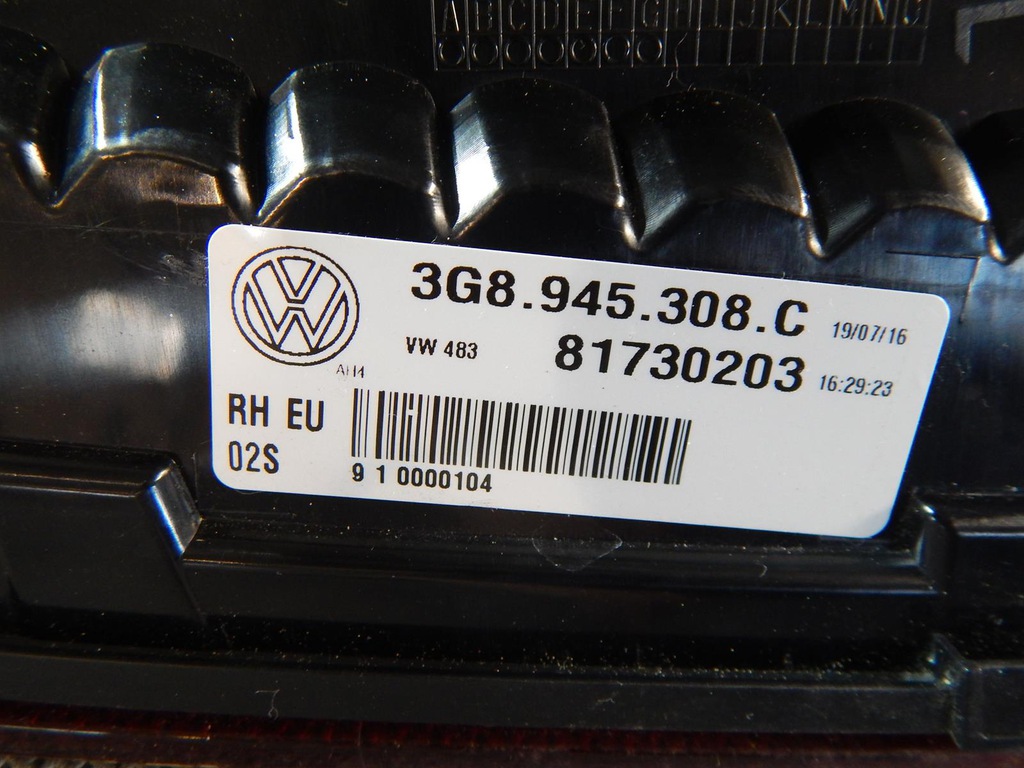 A B C D E F G H I J K L M N
3G8.945.308.C 19/07/16
VW 483 81730203 16:29:23
AH4
RH EU
02S
9 1 0000104